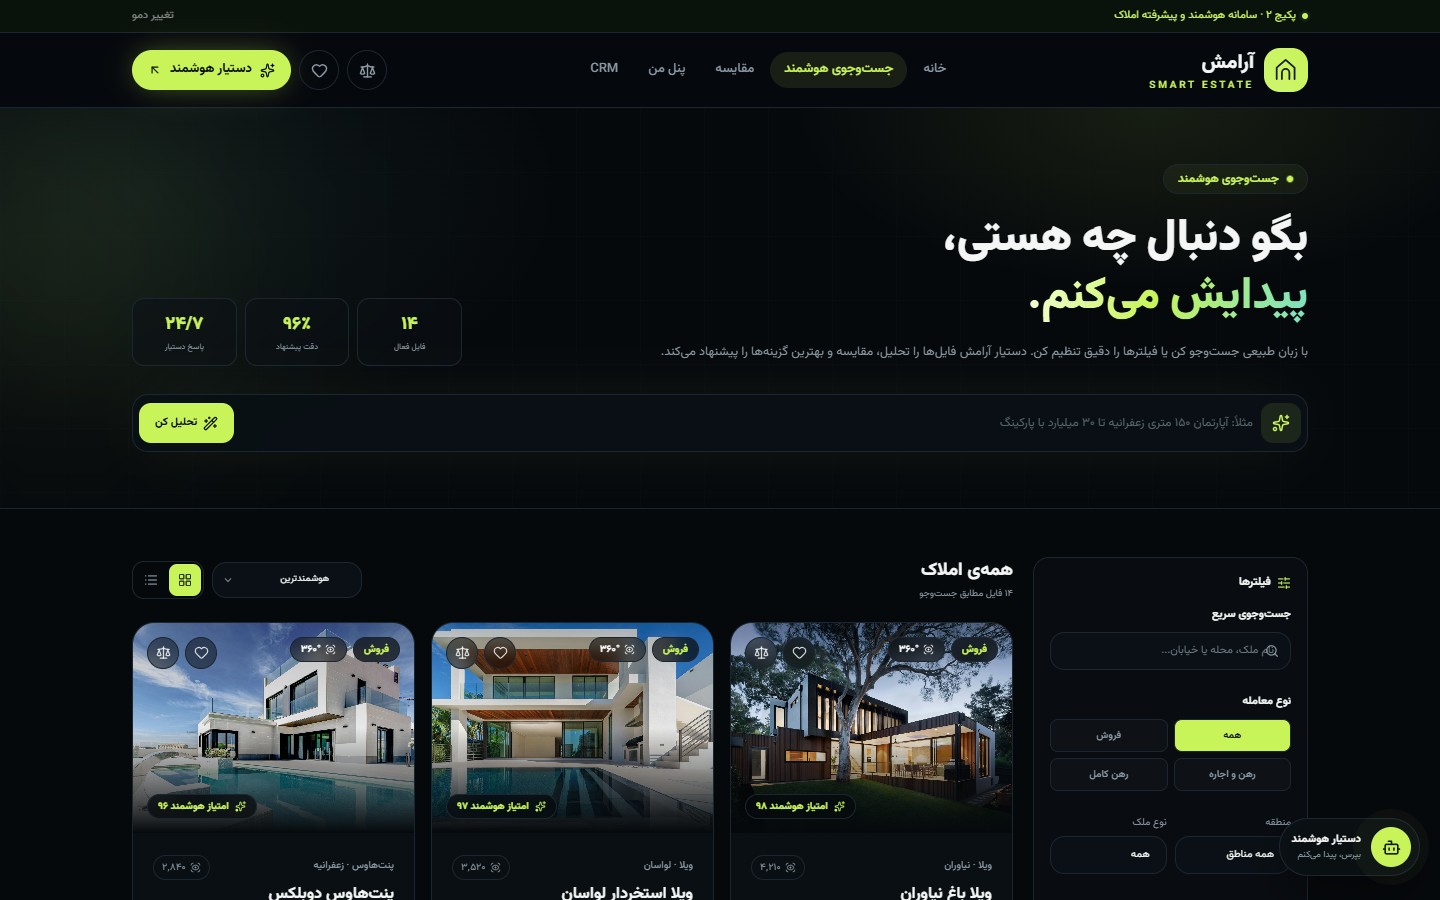 پکیج ۲ · سامانه هوشمند و پیشرفته املاک
تغییر دمو
آرامش
SMART ESTATE
خانه
جست‌وجوی هوشمند
مقایسه
پنل من
CRM
دستیار هوشمند
جست‌وجوی هوشمند
بگو دنبال چه هستی،
پیدایش می‌کنم.
با زبان طبیعی جست‌وجو کن یا فیلترها را دقیق تنظیم کن. دستیار آرامش فایل‌ها را تحلیل، مقایسه و بهترین گزینه‌ها را پیشنهاد می‌کند.
۱۴
فایل فعال
۹۶٪
دقت پیشنهاد
۲۴/۷
پاسخ دستیار
مثلاً: آپارتمان ۱۵۰ متری زعفرانیه تا ۳۰ میلیارد با پارکینگ
تحلیل کن
فیلترها
جست‌وجوی سریع
ملک، محله یا خیابان...
نوع معامله
همه
فروش
رهن و اجاره
رهن کامل
منطقه
نوع ملک
همه مناطق
همه
همه‌ی املاک
۱۴ فایل مطابق جست‌وجو
هوشمندترین
فروش
۳۶۰°
امتیاز هوشمند ۹۸
ویلا · نیاوران
۴,۲۱۰
ویلا باغ نیاوران
فروش
۳۶۰°
امتیاز هوشمند ۹۷
ویلا · لواسان
۳,۵۲۰
ویلا استخردار لواسان
فروش
۳۶۰°
امتیاز هوشمند ۹۶
پنت‌هاوس · زعفرانیه
۲,۸۴۰
پنت‌هاوس دوبلکس
دستیار هوشمند
بپرس، پیدا می‌کنم